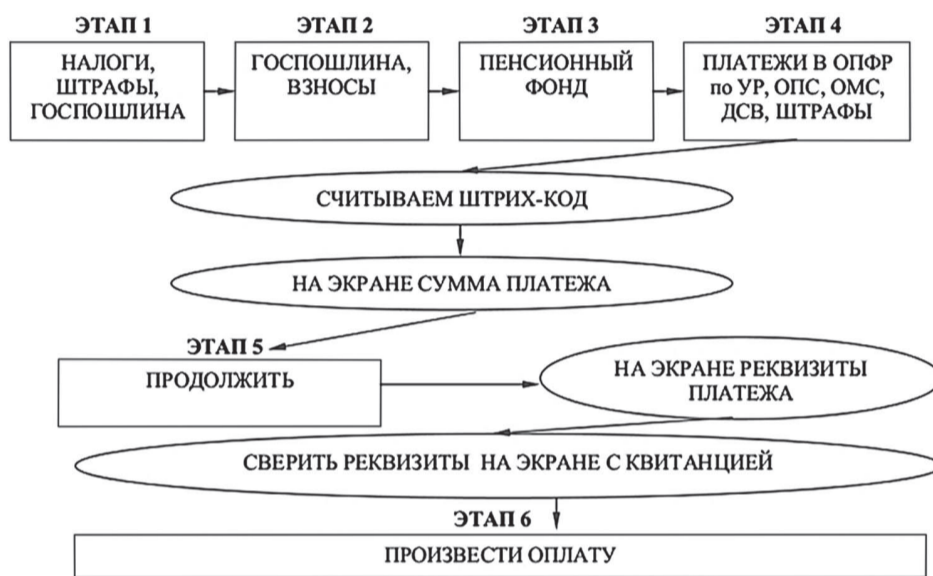 ЭТАП 1
ЭТАП 2
ЭТАП 3
ЭТАП 4
НАЛОГИ,
ШТРАФЫ,
ГОСПОШЛИНА
ГОСПОШЛИНА,
ВЗНОСЫ
ПЕНСИОННЫЙ
ФОНД
ПЛАТЕЖИ В ОПФР
по УР, ОПС, ОМС,
ДСВ, ШТРАФЫ
СЧИТЫВАЕМ ШТРИХ-КОД
НА ЭКРАНЕ СУММА ПЛАТЕЖА
ЭТАП 5
ПРОДОЛЖИТЬ
НА ЭКРАНЕ РЕКВИЗИТЫ
ПЛАТЕЖА
СВЕРИТЬ РЕКВИЗИТЫ НА ЭКРАНЕ С КВИТАНЦИЕЙ
ЭТАП 6
ПРОИЗВЕСТИ ОПЛАТУ